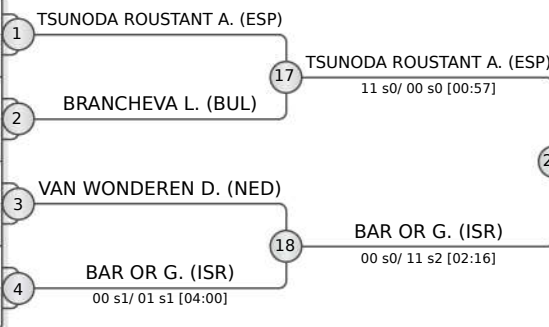 1 TSUNODA ROUSTANT A. (ESP)
17 TSUNODA ROUSTANT A. (ESP)
11 s0/ 00 s0 [00:57]
2 BRANCHEVA L. (BUL)
3 VAN WONDEREN D. (NED)
18 BAR OR G. (ISR)
00 s0/ 11 s2 [02:16]
4 BAR OR G. (ISR)
00 s1/ 01 s1 [04:00]